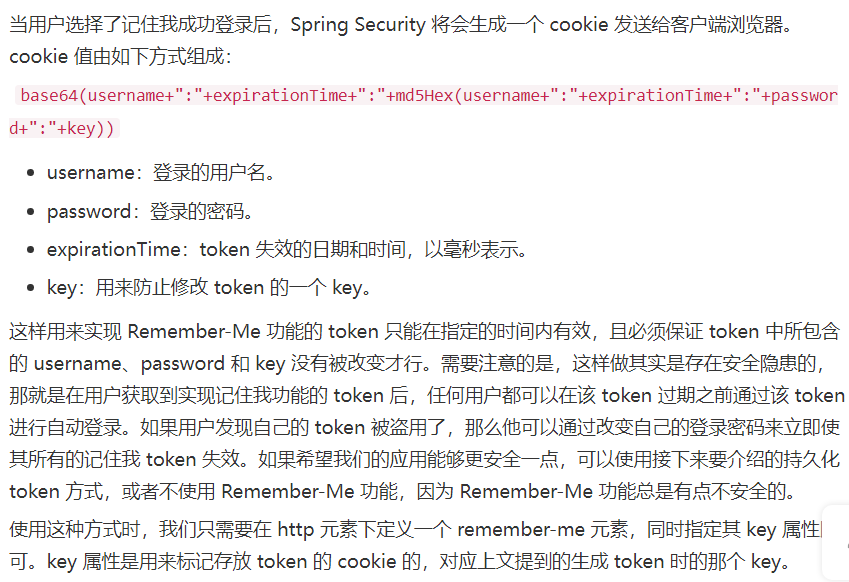 当用户选择了记住我成功登录后，Spring Security 将会生成一个 cookie 发送给客户端浏览器。
cookie 值由如下方式组成：
base64(username+":"+expirationTime+":"+md5Hex(username+":"+expirationTime+":"+passwor
d+":"+key))
• username：登录的用户名。
• password：登录的密码。
• expirationTime：token 失效的日期和时间，以毫秒表示。
• key：用来防止修改 token 的一个 key。
这样用来实现 Remember-Me 功能的 token 只能在指定的时间内有效，且必须保证 token 中所包含
的 username、password 和 key 没有被改变才行。需要注意的是，这样做其实是存在安全隐患的，
那就是在用户获取到实现记住我功能的 token 后，任何用户都可以在该 token 过期之前通过该 token
进行自动登录。如果用户发现自己的 token 被盗用了，那么他可以通过改变自己的登录密码来立即使
其所有的记住我 token 失效。如果希望我们的应用能够更安全一点，可以使用接下来要介绍的持久化
token 方式，或者不使用 Remember-Me 功能，因为 Remember-Me 功能总是有点不安全的。
使用这种方式时，我们只需要在 http 元素下定义一个 remember-me 元素，同时指定其 key 属性
可。key 属性是用来标记存放 token 的 cookie 的，对应上文提到的生成 token 时的那个 key。